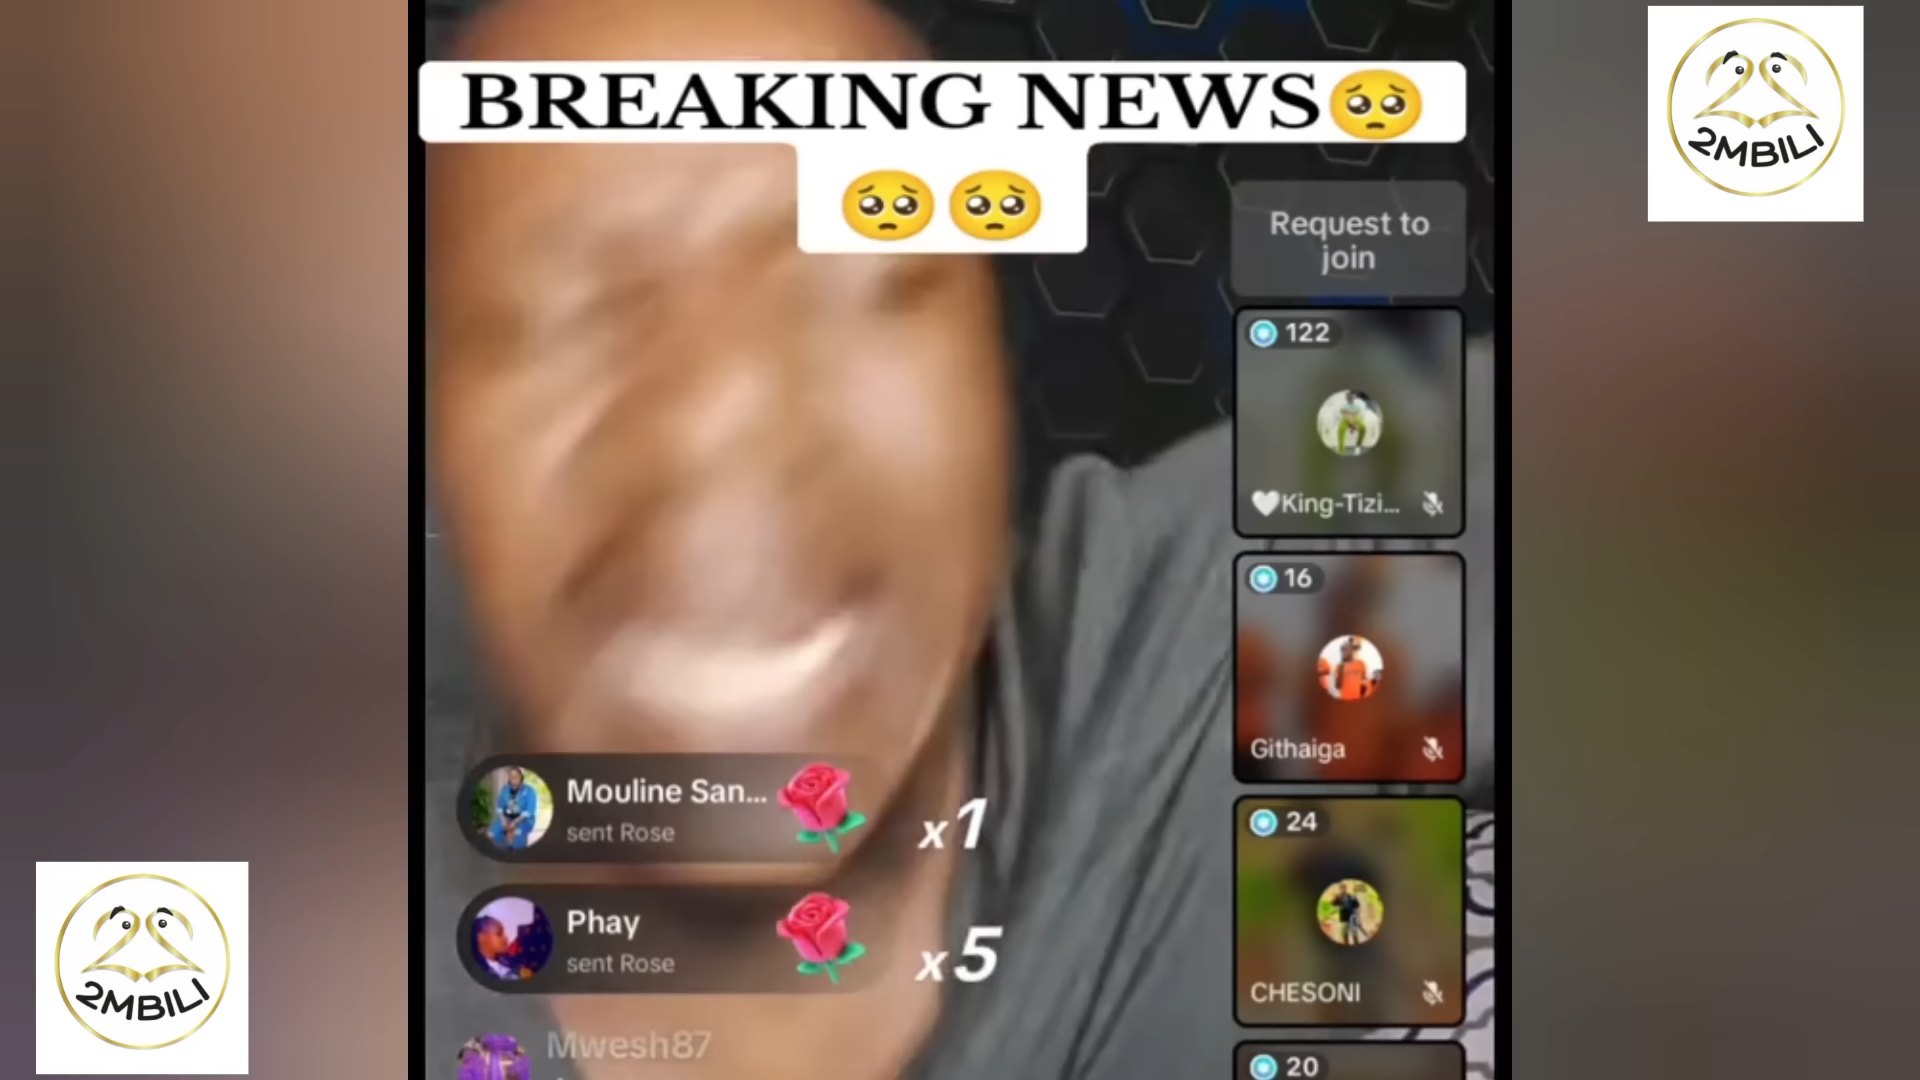 BREAKING NEWS🥺
🥺🥺
2MBILI
Request to
join
122
🤍King-Tizi...
16
Githaiga
24
CHESONI
20
Mouline San...
sent Rose
x1
Phay
sent Rose
x5
Mwesh87
2MBILI